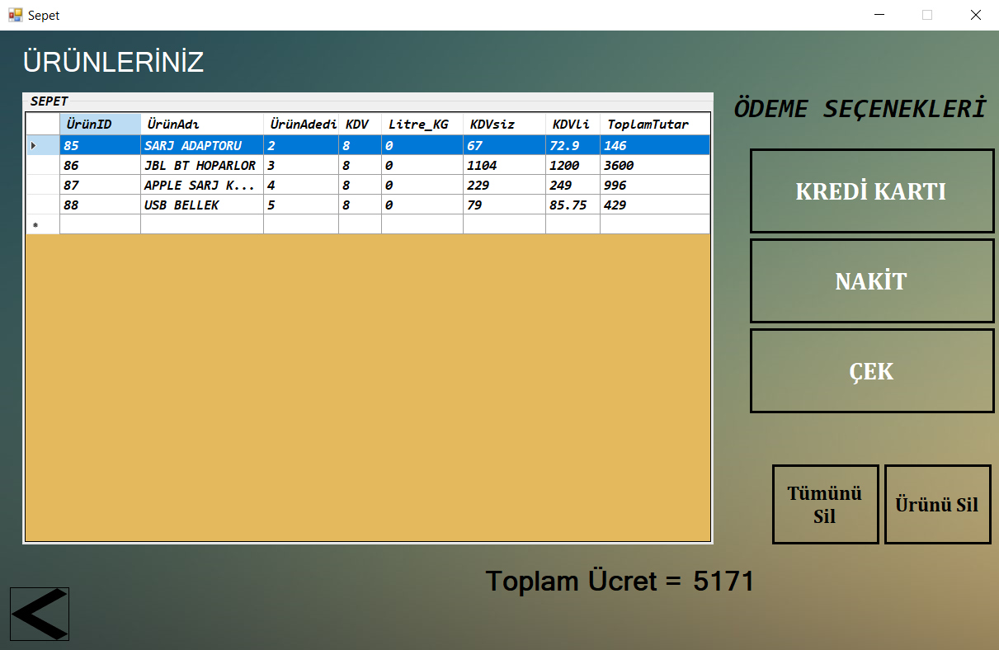 Sepet
ÜRÜNLERİNİZ
SEPET
ÜrünID ÜrünAdı ÜrünAdedi KDV Litre_KG KDVsiz KDVLi ToplamTutar
85 SARJ ADAPTORU 2 8 0 67 72.9 146
86 JBL BT HOPARLOR 3 8 0 1104 1200 3600
87 APPLE SARJ K... 4 8 0 229 249 996
88 USB BELLEK 5 8 0 79 85.75 429
ÖDEME SEÇENEKLERİ
KREDİ KARTI
NAKİT
ÇEK
Tümünü
Sil
Ürünü Sil
Toplam Ücret = 5171